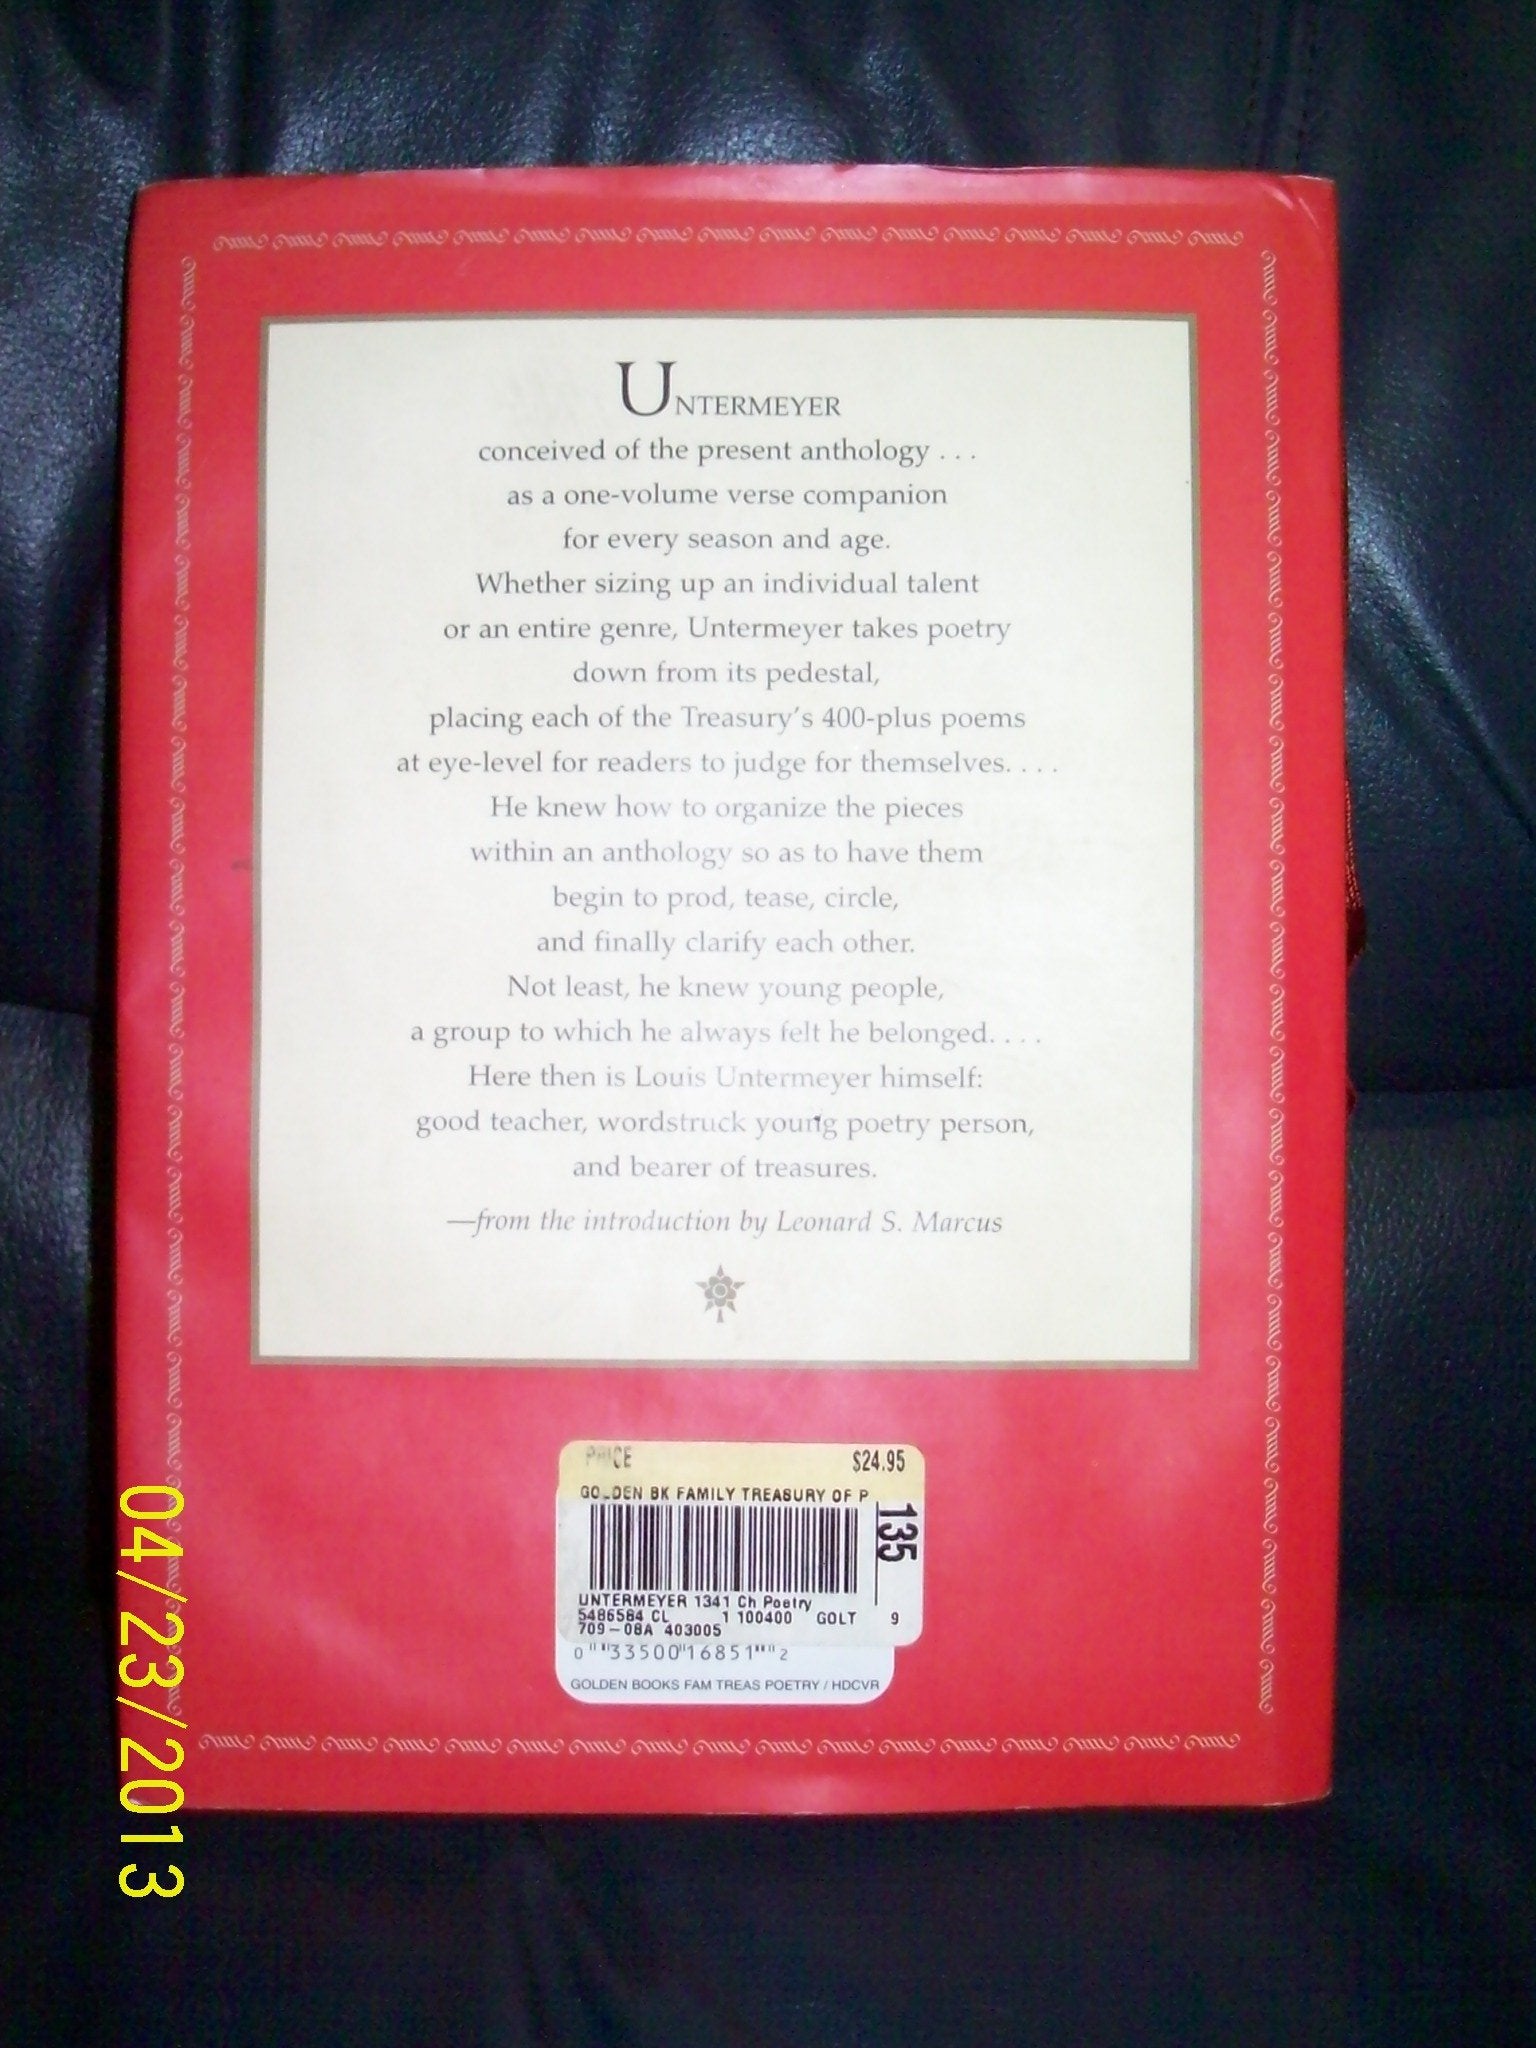 UNTERMEYER
conceived of the present anthology . . .
as a one-volume verse companion
for every season and age.
Whether sizing up an individual talent
or an entire genre, Untermeyer takes poetry
down from its pedestal,
placing each of the Treasury's 400-plus poems
at eye-level for readers to judge for themselves. . . .
He knew how to organize the pieces
within an anthology so as to have them
begin to prod, tease, circle,
and finally clarify each other.
Not least, he knew young people,
a group to which he always felt he belonged. . . .
Here then is Louis Untermeyer himself:
good teacher, wordstruck young poetry person,
and bearer of treasures.
—from the introduction by Leonard S. Marcus
PRICE $24.95
GOLDEN BK FAMILY TREASURY OF P
135
UNTERMEYER 1341 Ch Poetry
5486584 CL 1 100400 GOLT 9
709-08A 403005
0 33500 16851 2
GOLDEN BOOKS FAM TREAS POETRY / HDCVR
04/23/2013